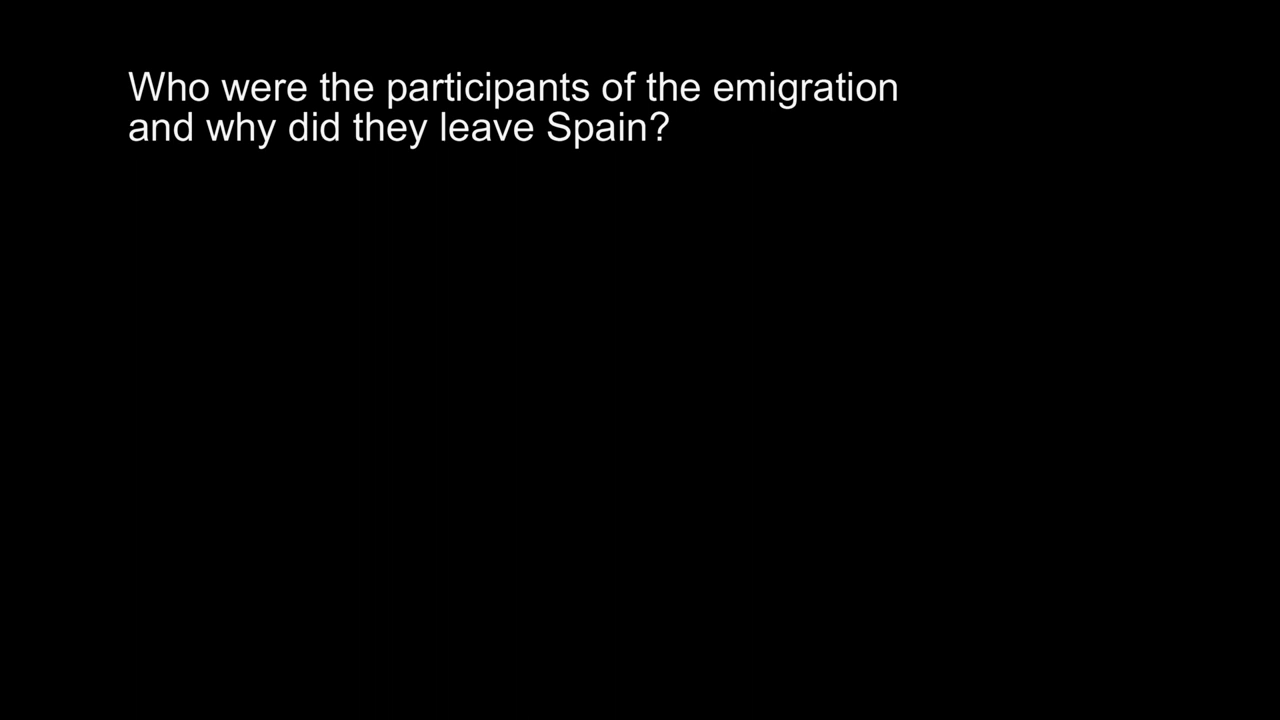 Who were the participants of the emigration
and why did they leave Spain?